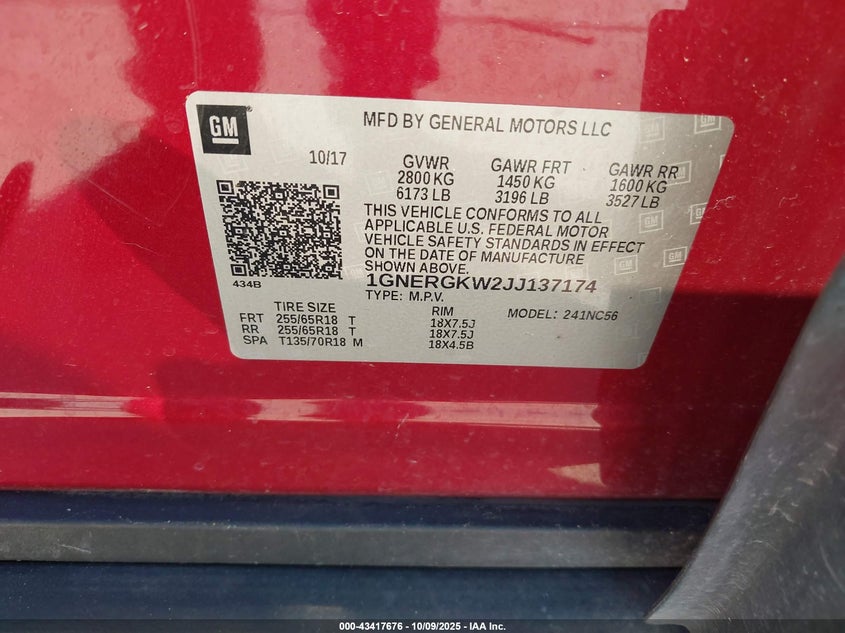 GM
MFD BY GENERAL MOTORS LLC
10/17
GVWR GAWR FRT GAWR RR
2800 KG 1450 KG 1600 KG
6173 LB 3196 LB 3527 LB
THIS VEHICLE CONFORMS TO ALL
APPLICABLE U.S. FEDERAL MOTOR
VEHICLE SAFETY STANDARDS IN EFFECT
ON THE DATE OF MANUFACTURE
SHOWN ABOVE.
434B
1GNERGKW2JJ137174
TYPE: M.P.V. MODEL: 241NC56
TIRE SIZE RIM
FRT 255/65R18 T 18X7.5J
RR 255/65R18 T 18X7.5J
SPA T135/70R18 M 18X4.5B
000-43417676 | 10/09/2025 - IAA Inc.